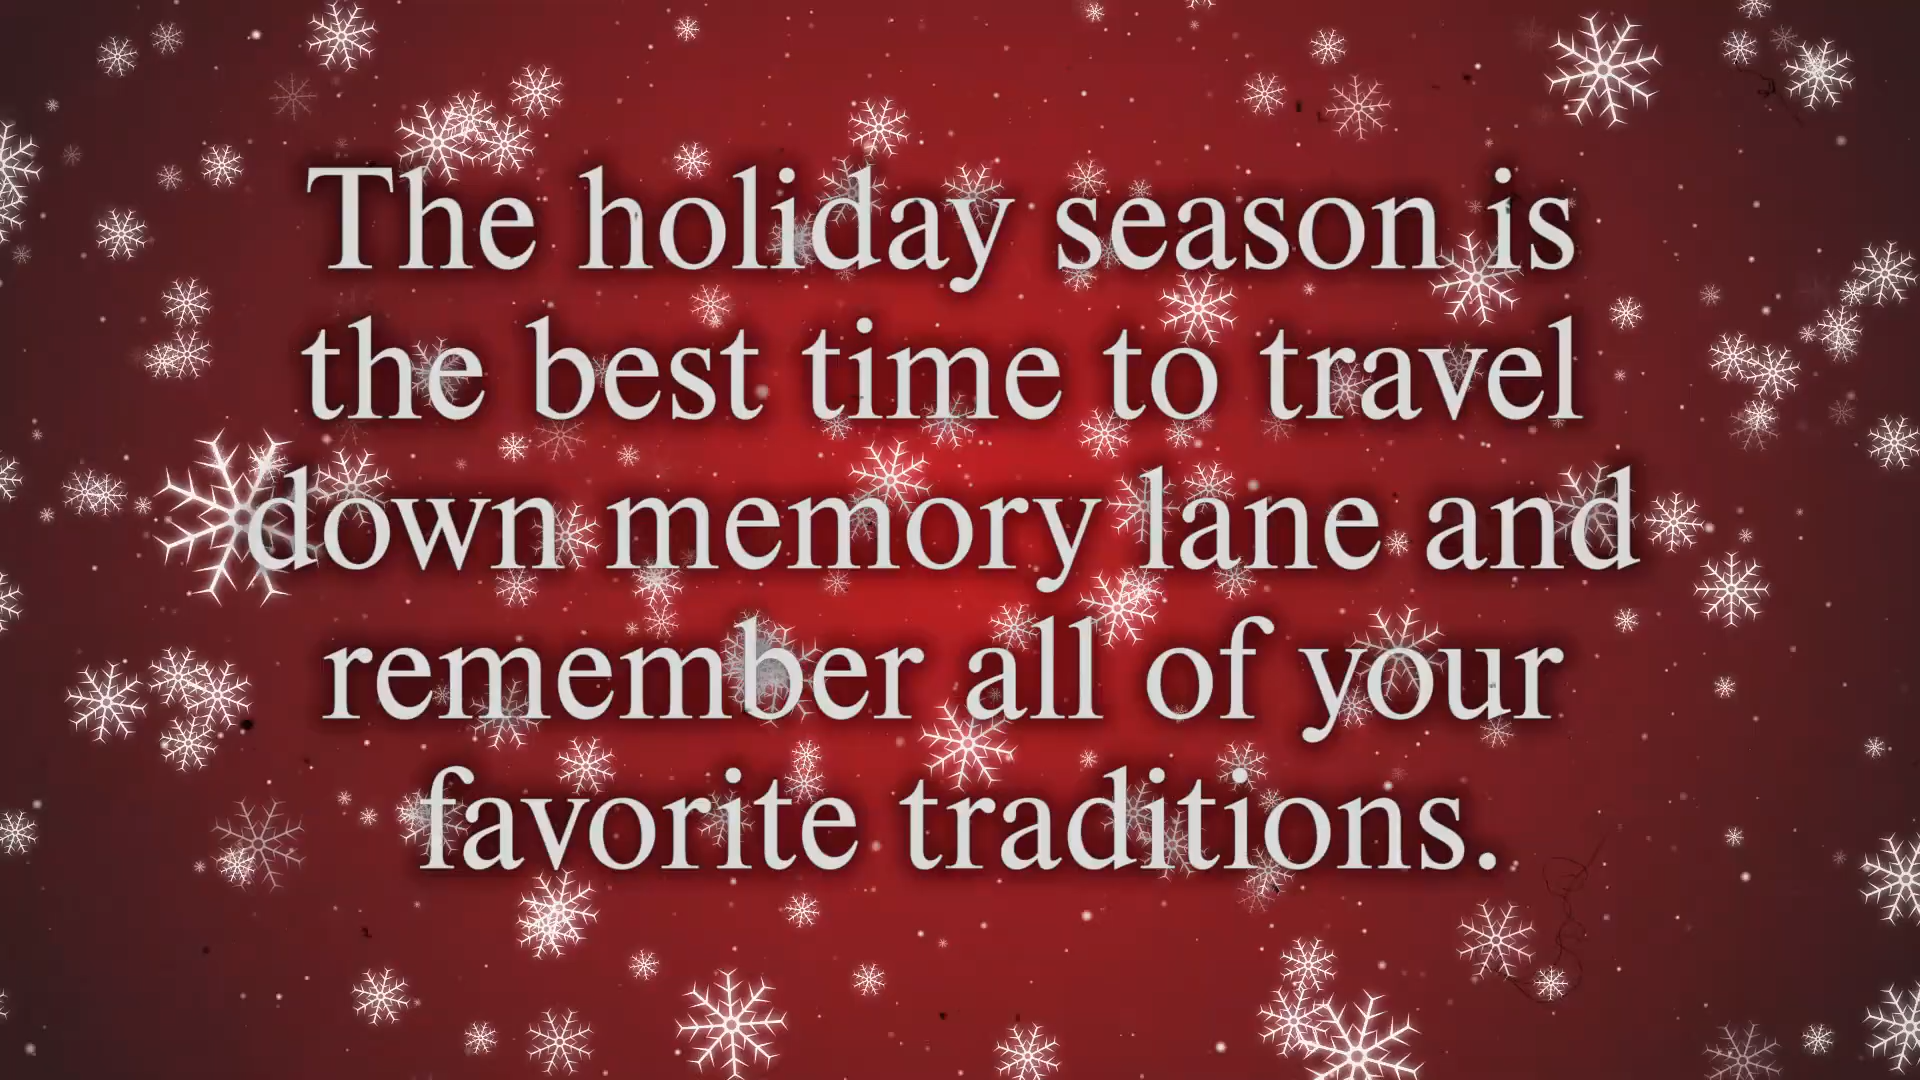 The holiday season is
the best time to travel
down memory lane and
remember all of your
favorite traditions.